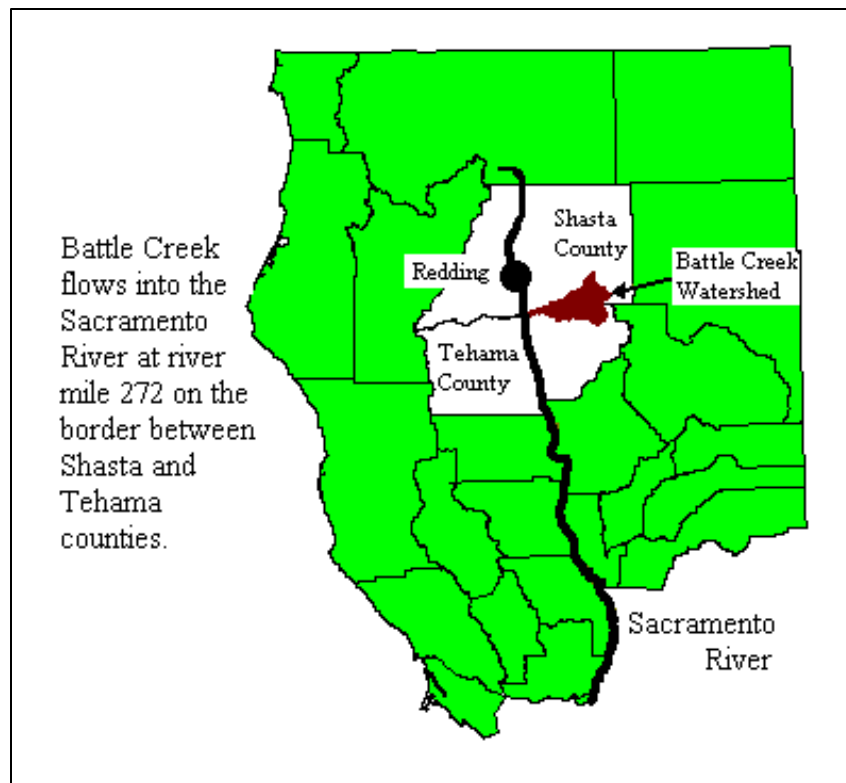 Battle Creek
flows into the
Sacramento
River at river
mile 272 on the
border between
Shasta and
Tehama
counties.
Shasta
County
Redding
Battle Creek
Watershed
Tehama
County
Sacramento
River